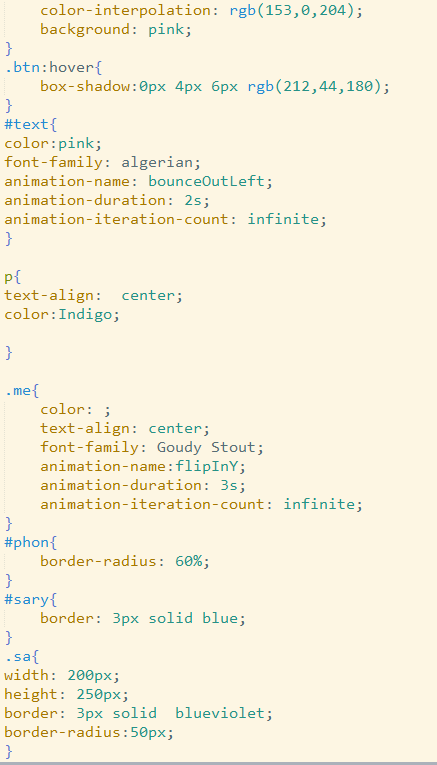 color-interpolation: rgb(153,0,204);
background: pink;
}
.btn:hover{
box-shadow:0px 4px 6px rgb(212,44,180);
}
#text{
color:pink;
font-family: algerian;
animation-name: bounceOutLeft;
animation-duration: 2s;
animation-iteration-count: infinite;
}
p{
text-align:  center;
color:Indigo;
}
.me{
color: ;
text-align: center;
font-family: Goudy Stout;
animation-name:flipInY;
animation-duration: 3s;
animation-iteration-count: infinite;
}
#phon{
border-radius: 60%;
}
#sary{
border: 3px solid blue;
}
.sa{
width: 200px;
height: 250px;
border: 3px solid  blueviolet;
border-radius:50px;
}